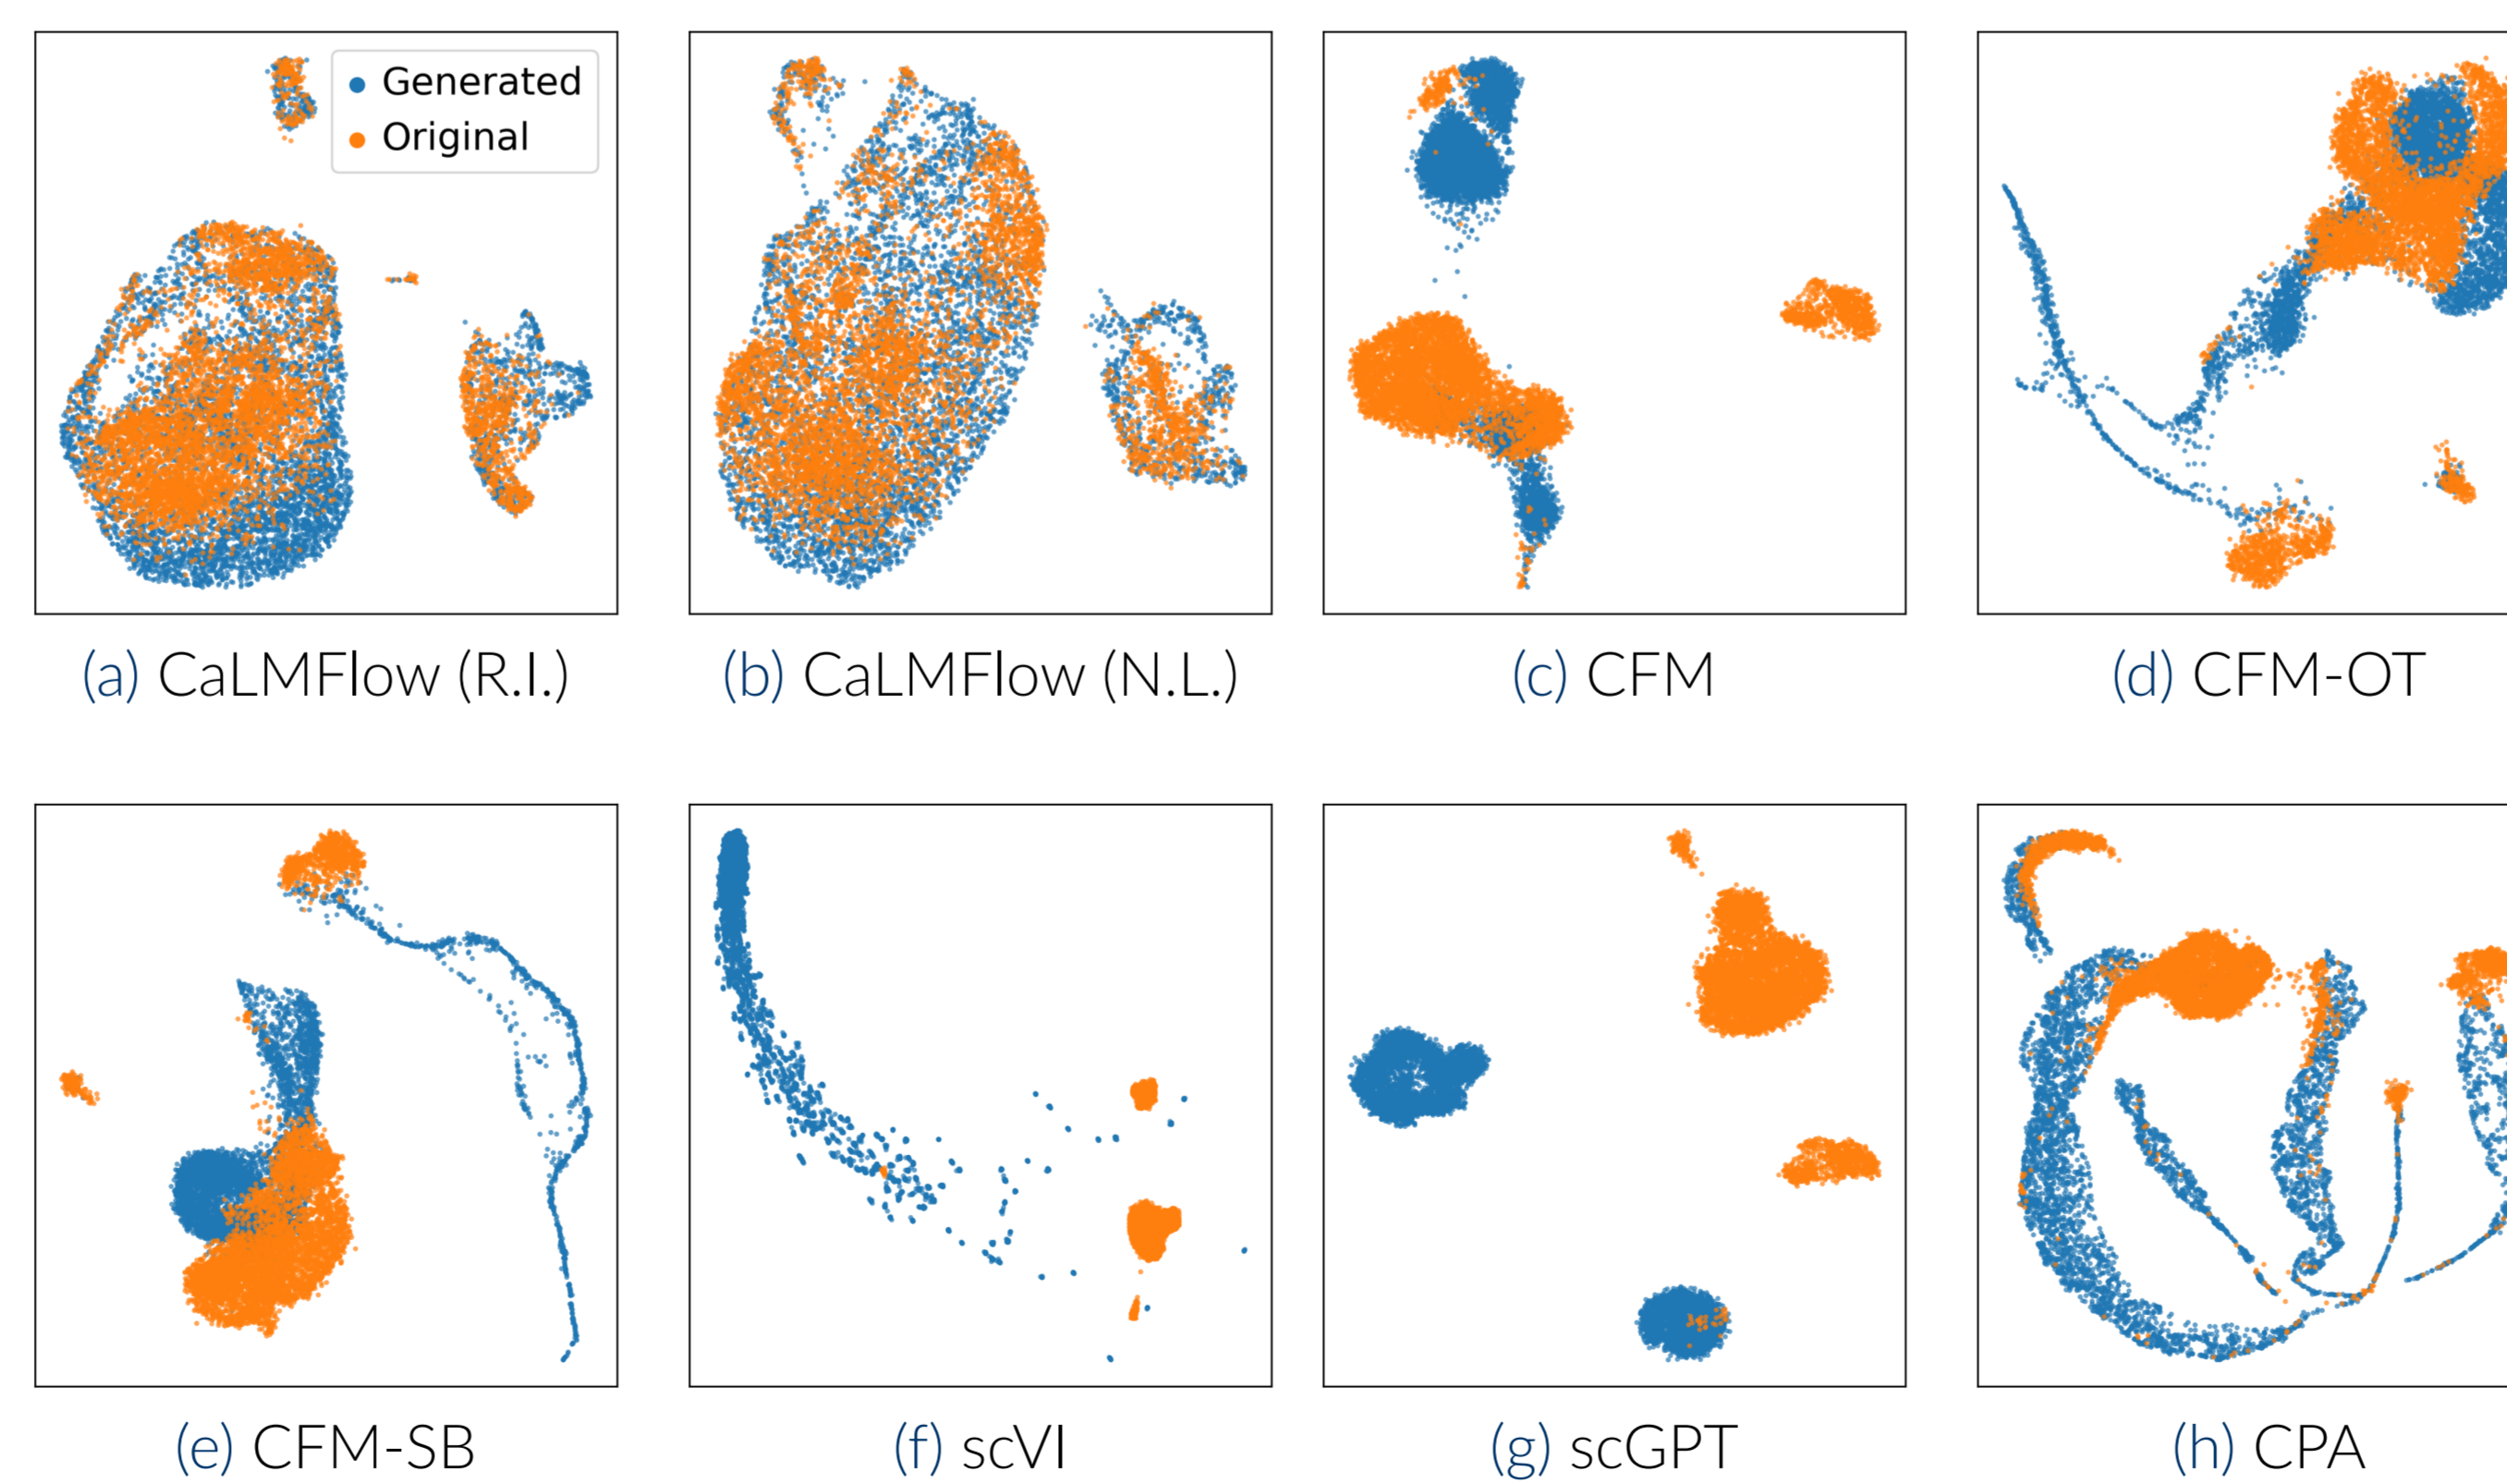 Generated
Original
(a) CaLMFlow (R.I.)
(b) CaLMFlow (N.L.)
(c) CFM
(d) CFM-OT
(e) CFM-SB
(f) scVI
(g) scGPT
(h) CPA